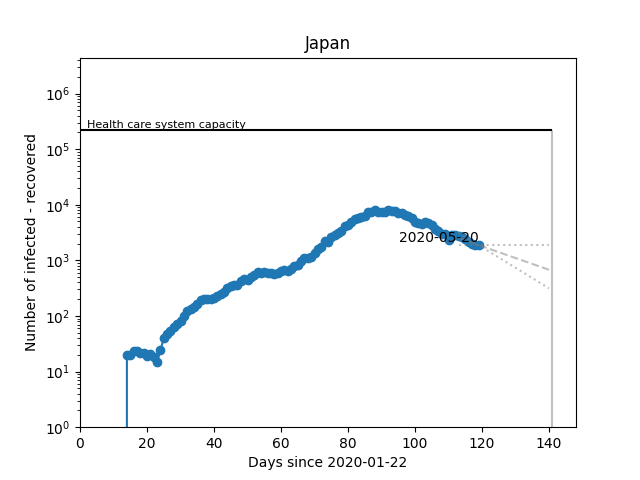 Japan
Number of infected - recovered
10^6
10^5
10^4
10^3
10^2
10^1
10^0
Health care system capacity
2020-05-20
0 20 40 60 80 100 120 140
Days since 2020-01-22